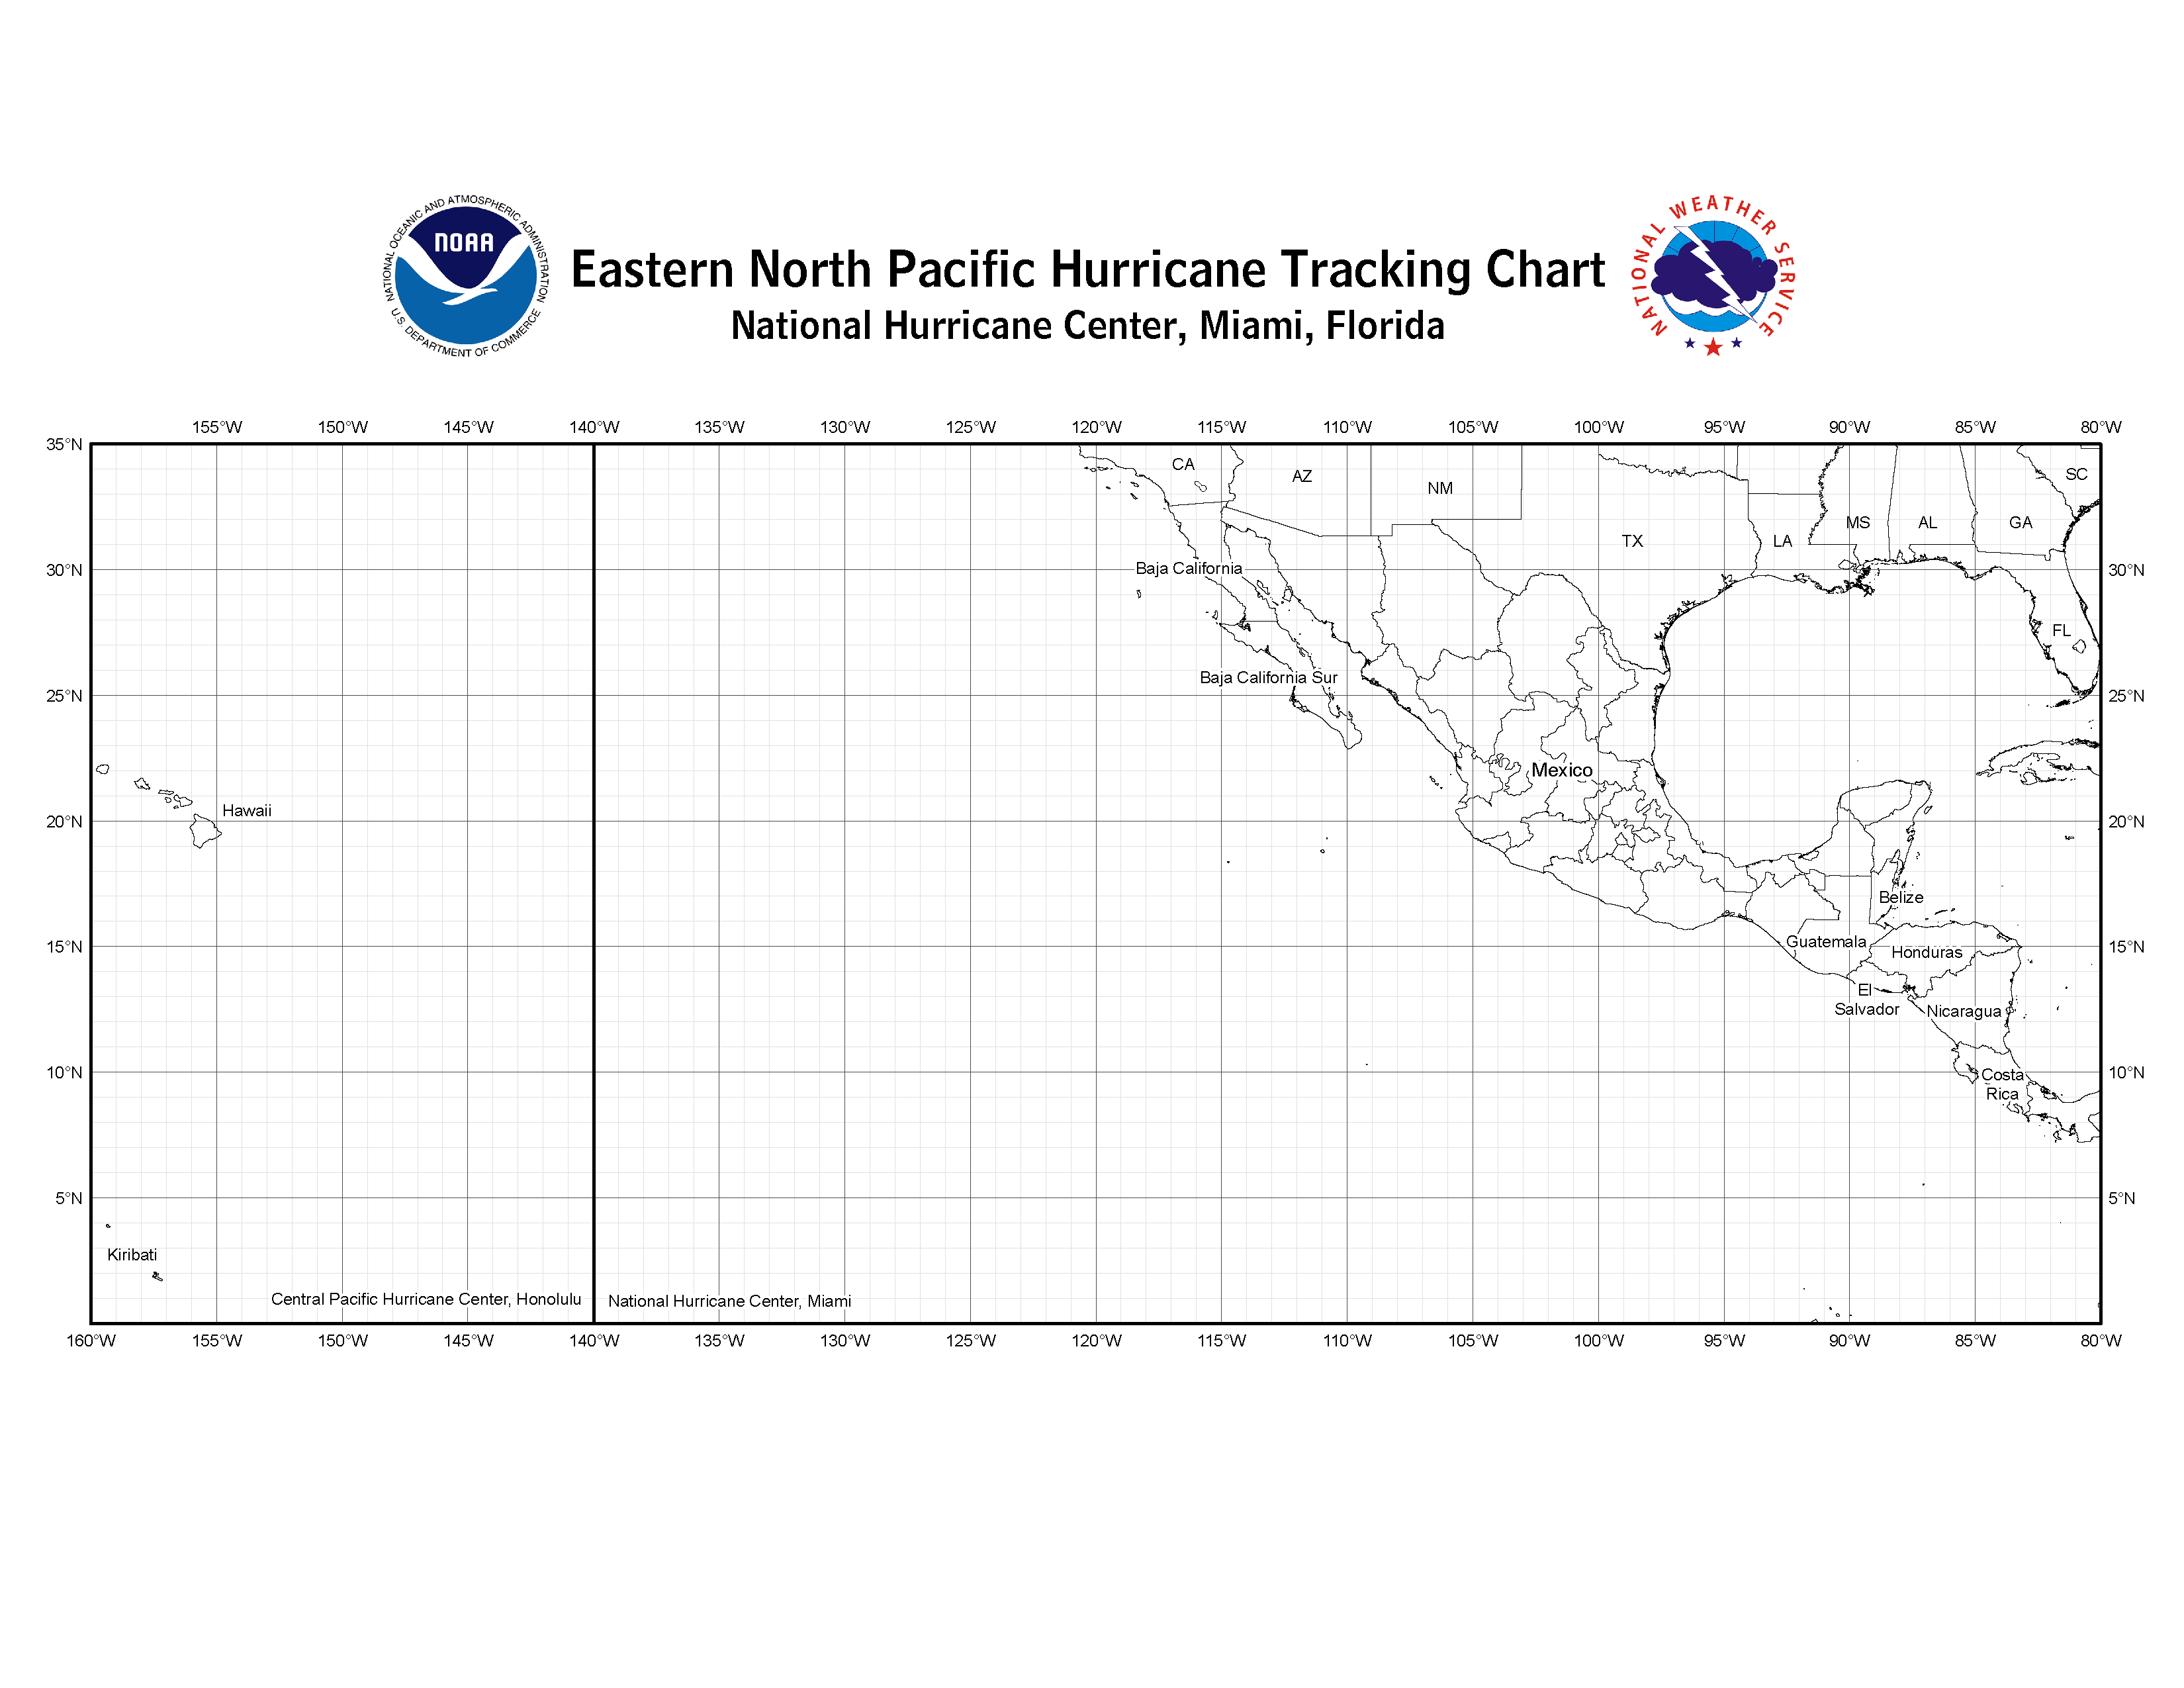 NATIONAL OCEANIC AND ATMOSPHERIC ADMINISTRATION
U.S. DEPARTMENT OF COMMERCE
NOAA
Eastern North Pacific Hurricane Tracking Chart
National Hurricane Center, Miami, Florida
NATIONAL WEATHER SERVICE
155°W 150°W 145°W 140°W 135°W 130°W 125°W 120°W 115°W 110°W 105°W 100°W 95°W 90°W 85°W 80°W
35°N
CA
AZ
NM
SC
TX
LA
MS
AL
GA
30°N 30°N
Baja California
FL
Baja California Sur
25°N 25°N
Mexico
Hawaii
20°N 20°N
Belize
Guatemala
15°N 15°N
Honduras
El
Salvador
Nicaragua
10°N 10°N
Costa
Rica
5°N 5°N
Kiribati
Central Pacific Hurricane Center, Honolulu
National Hurricane Center, Miami
160°W 155°W 150°W 145°W 140°W 135°W 130°W 125°W 120°W 115°W 110°W 105°W 100°W 95°W 90°W 85°W 80°W